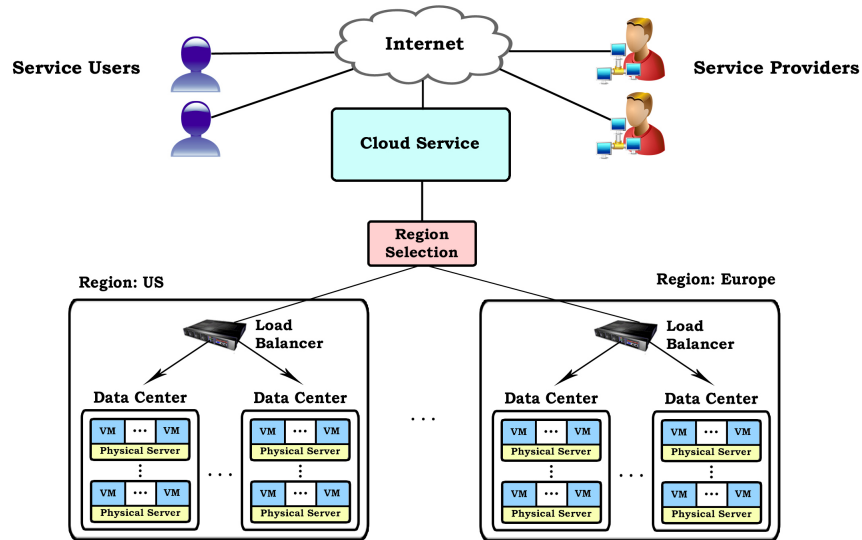 Internet
Service Users
Service Providers
Cloud Service
Region
Selection
Region: US
Region: Europe
Load
Balancer
Load
Balancer
Data Center
Data Center
Data Center
Data Center
...
VM ... VM
Physical Server
VM ... VM
Physical Server
VM ... VM
Physical Server
VM ... VM
Physical Server
...
...
VM ... VM
Physical Server
VM ... VM
Physical Server
VM ... VM
Physical Server
VM ... VM
Physical Server